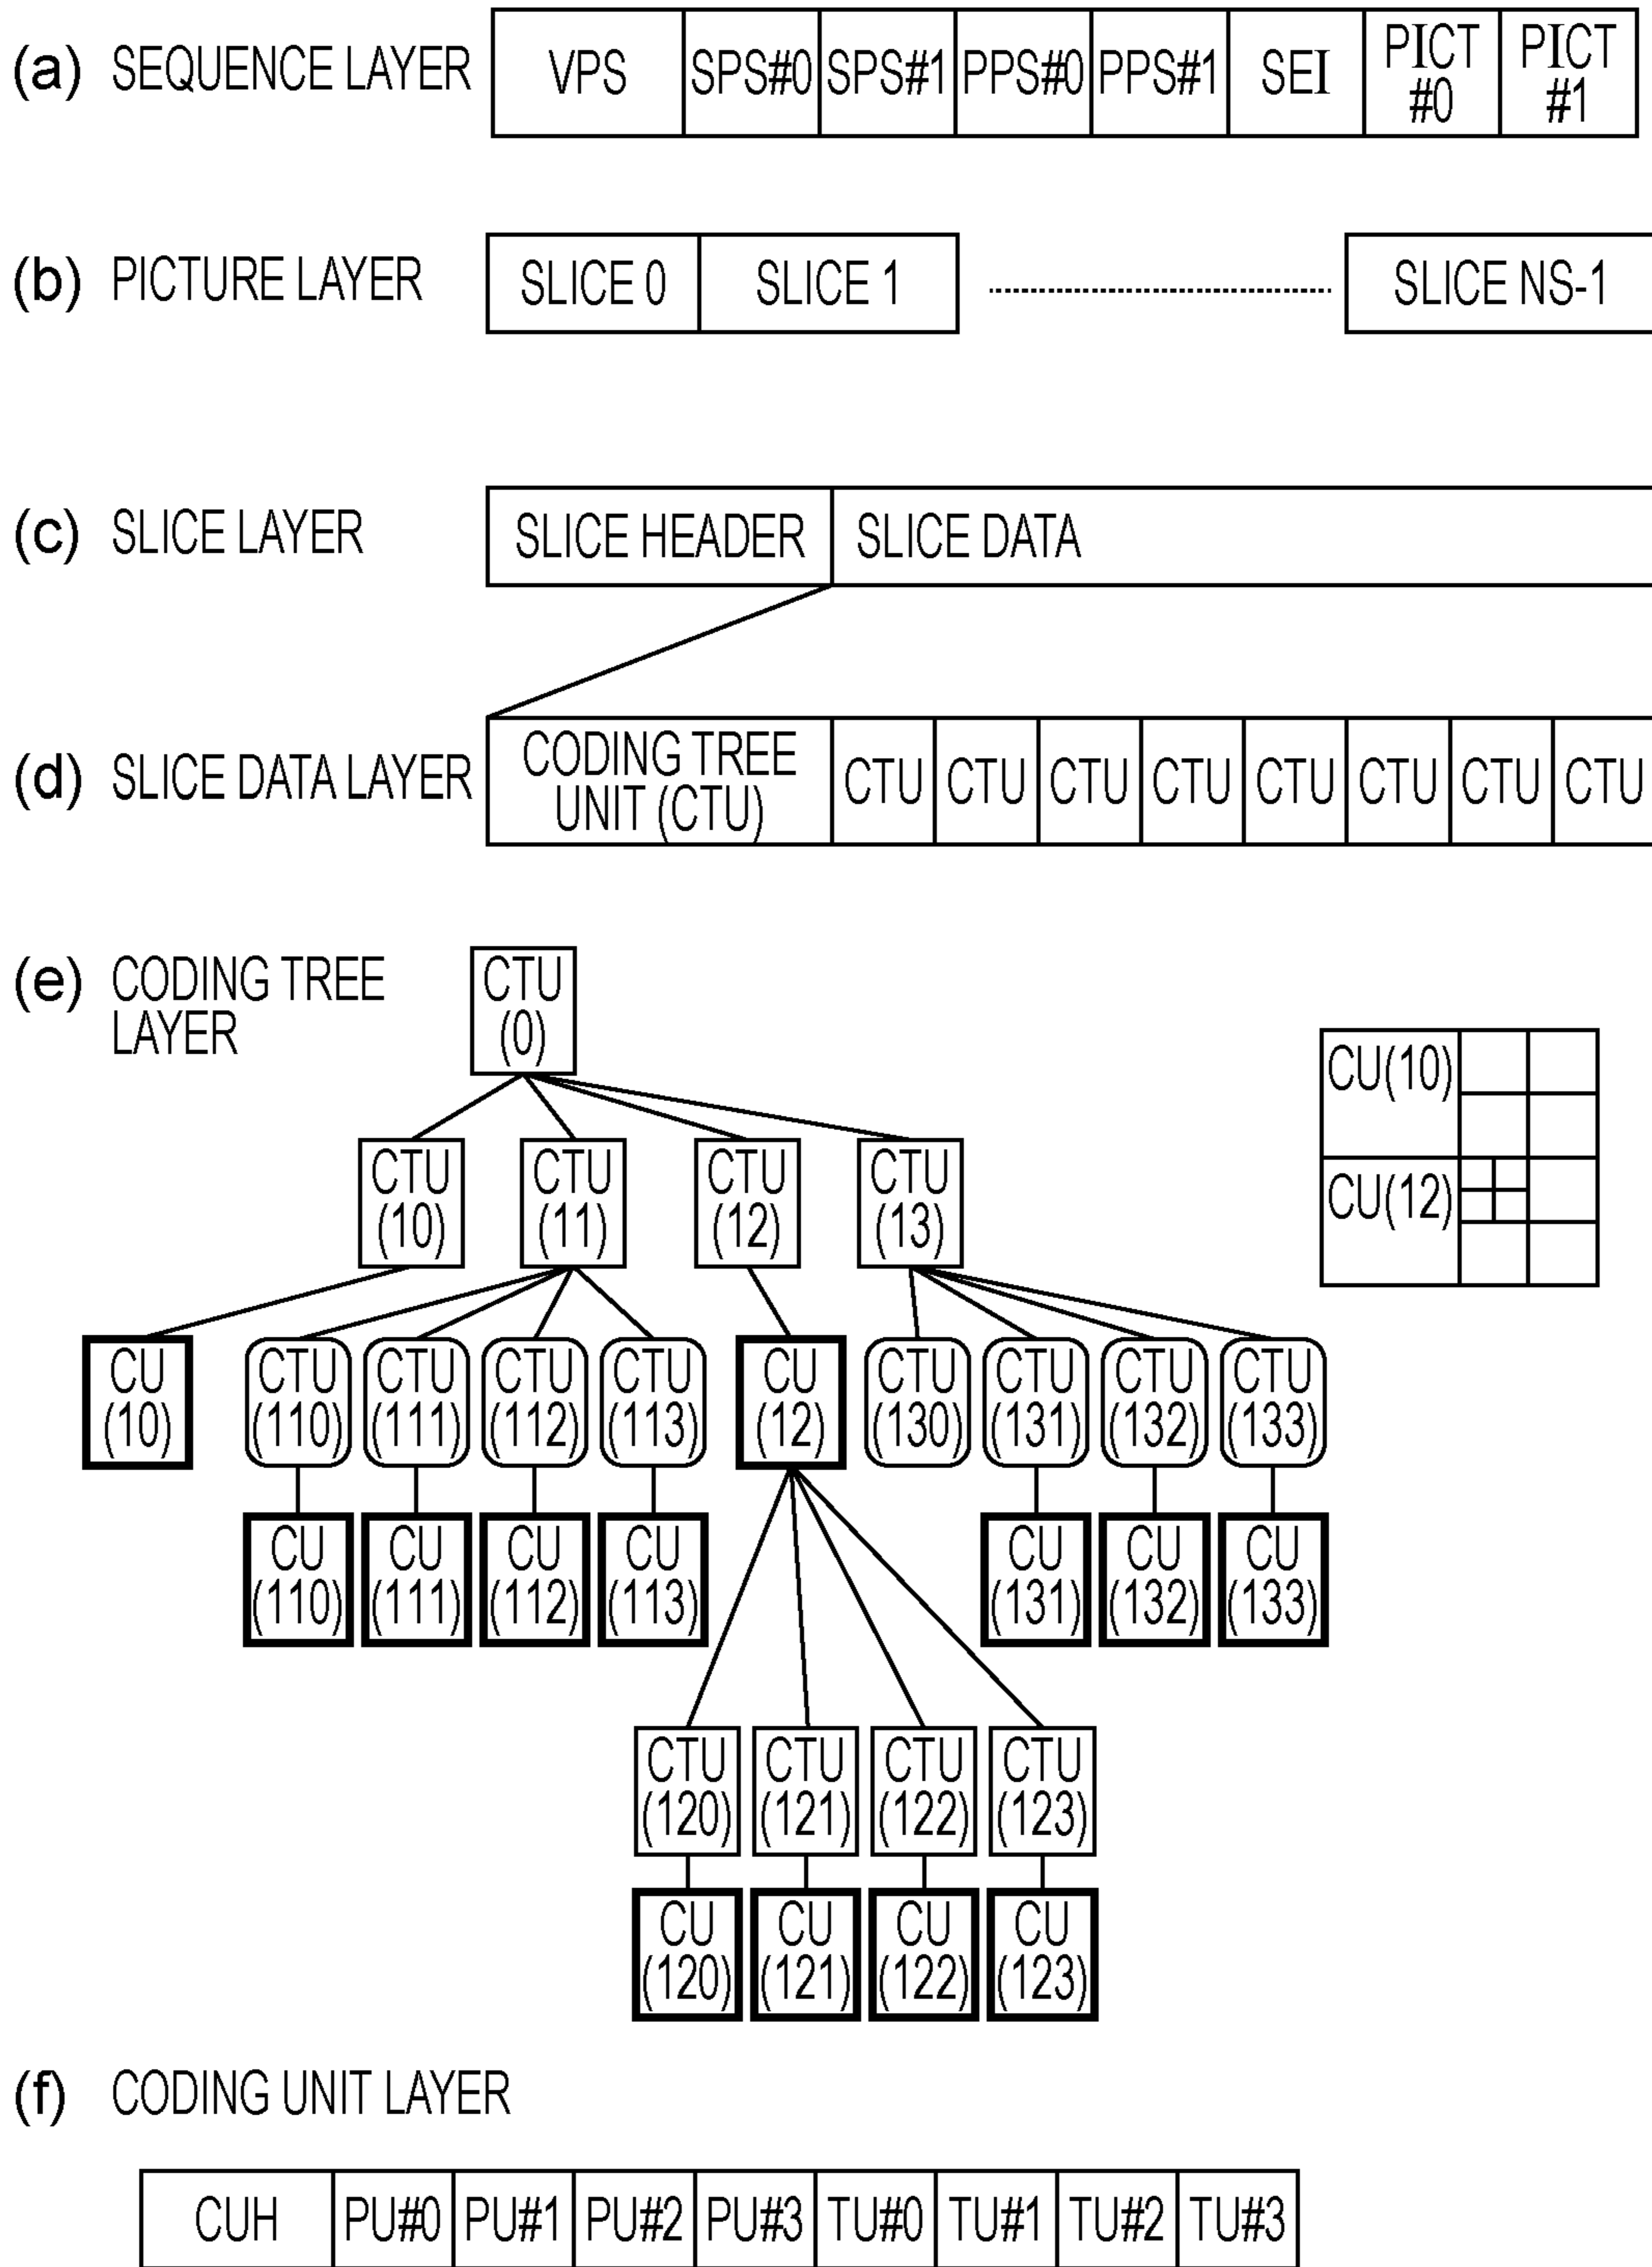 (a) SEQUENCE LAYER
VPS SPS#0 SPS#1 PPS#0 PPS#1 SEI PICT #0 PICT #1
(b) PICTURE LAYER
SLICE 0 SLICE 1 SLICE NS-1
(c) SLICE LAYER
SLICE HEADER SLICE DATA
(d) SLICE DATA LAYER
CODING TREE
UNIT (CTU)
CTU CTU CTU CTU CTU CTU CTU CTU
(e) CODING TREE
LAYER
CTU
(0)
CU(10)
CU(12)
CTU CTU CTU CTU
(10) (11) (12) (13)
CU CTU CTU CTU CTU CU CTU CTU CTU CTU
(10) (110) (111) (112) (113) (12) (130) (131) (132) (133)
CU CU CU CU CU CU CU
(110) (111) (112) (113) (131) (132) (133)
CTU CTU CTU CTU
(120) (121) (122) (123)
CU CU CU CU
(120) (121) (122) (123)
(f) CODING UNIT LAYER
CUH PU#0 PU#1 PU#2 PU#3 TU#0 TU#1 TU#2 TU#3